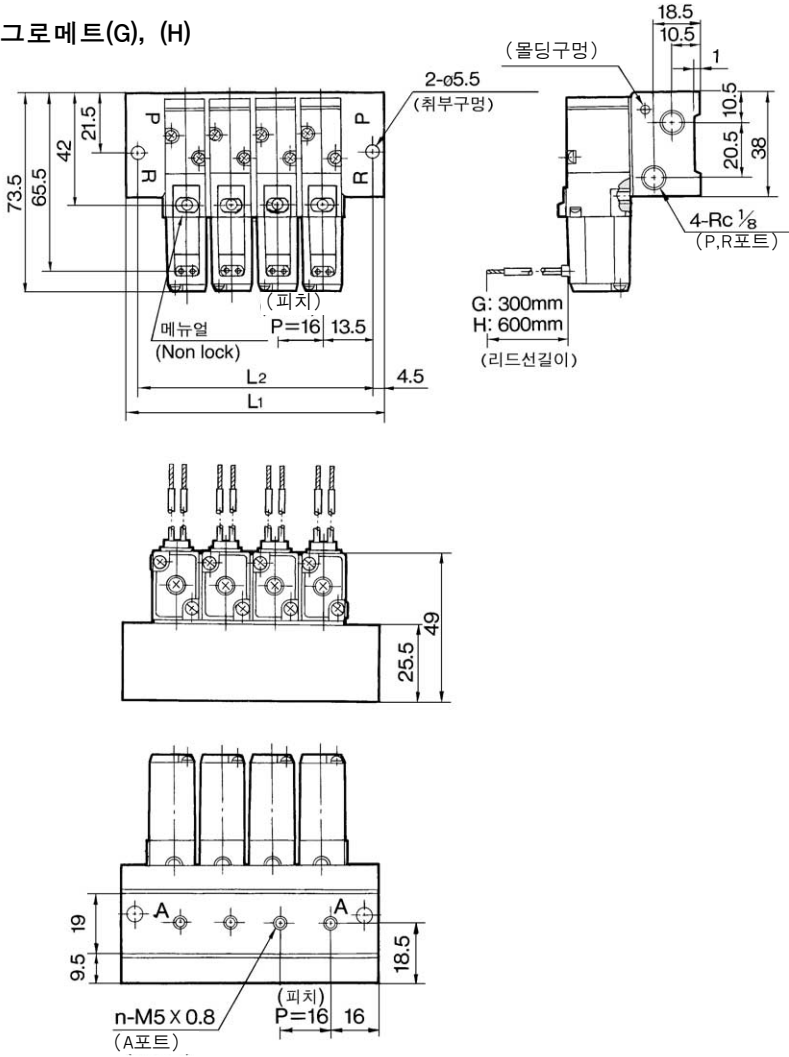 그로메트(G), (H)
18.5
10.5
1
(몰딩구멍)
2-ø5.5
(취부구멍)
10.5
20.5
38
4-Rc 1/8
(P,R포트)
G: 300mm
H: 600mm
(리드선길이)
73.5
65.5
42
21.5
P
P
R
R
(피치)
P=16
13.5
메뉴얼
(Non lock)
L2
4.5
L1
49
25.5
A
A
19
9.5
18.5
(피치)
P=16
16
n-M5 X 0.8
(A포트)